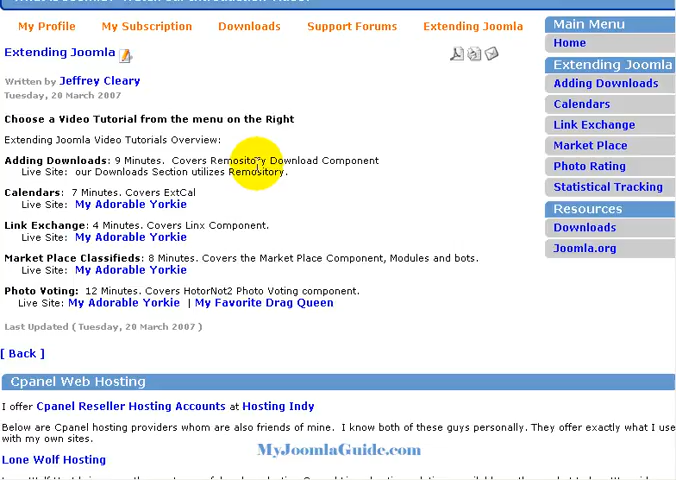 My Profile My Subscription Downloads Support Forums Extending Joomla
Extending Joomla
Written by Jeffrey Cleary
Tuesday, 20 March 2007
Choose a Video Tutorial from the menu on the Right
Extending Joomla Video Tutorials Overview:
Adding Downloads: 9 Minutes. Covers Remository Download Component
Live Site: our Downloads Section utilizes Remository.
Calendars: 7 Minutes. Covers ExtCal
Live Site: My Adorable Yorkie
Link Exchange: 4 Minutes. Covers Linx Component.
Live Site: My Adorable Yorkie
Market Place Classifieds: 8 Minutes. Covers the Market Place Component, Modules and bots.
Live Site: My Adorable Yorkie
Photo Voting: 12 Minutes. Covers HotorNot2 Photo Voting component.
Live Site: My Adorable Yorkie | My Favorite Drag Queen
Last Updated ( Tuesday, 20 March 2007 )
[ Back ]
Cpanel Web Hosting
I offer Cpanel Reseller Hosting Accounts at Hosting Indy
Below are Cpanel hosting providers whom are also friends of mine. I know both of these guys personally. They offer exactly what I use
with my own sites.
MyJoomlaGuide.com
Lone Wolf Hosting
Main Menu
Home
Extending Joomla
Adding Downloads
Calendars
Link Exchange
Market Place
Photo Rating
Statistical Tracking
Resources
Downloads
Joomla.org